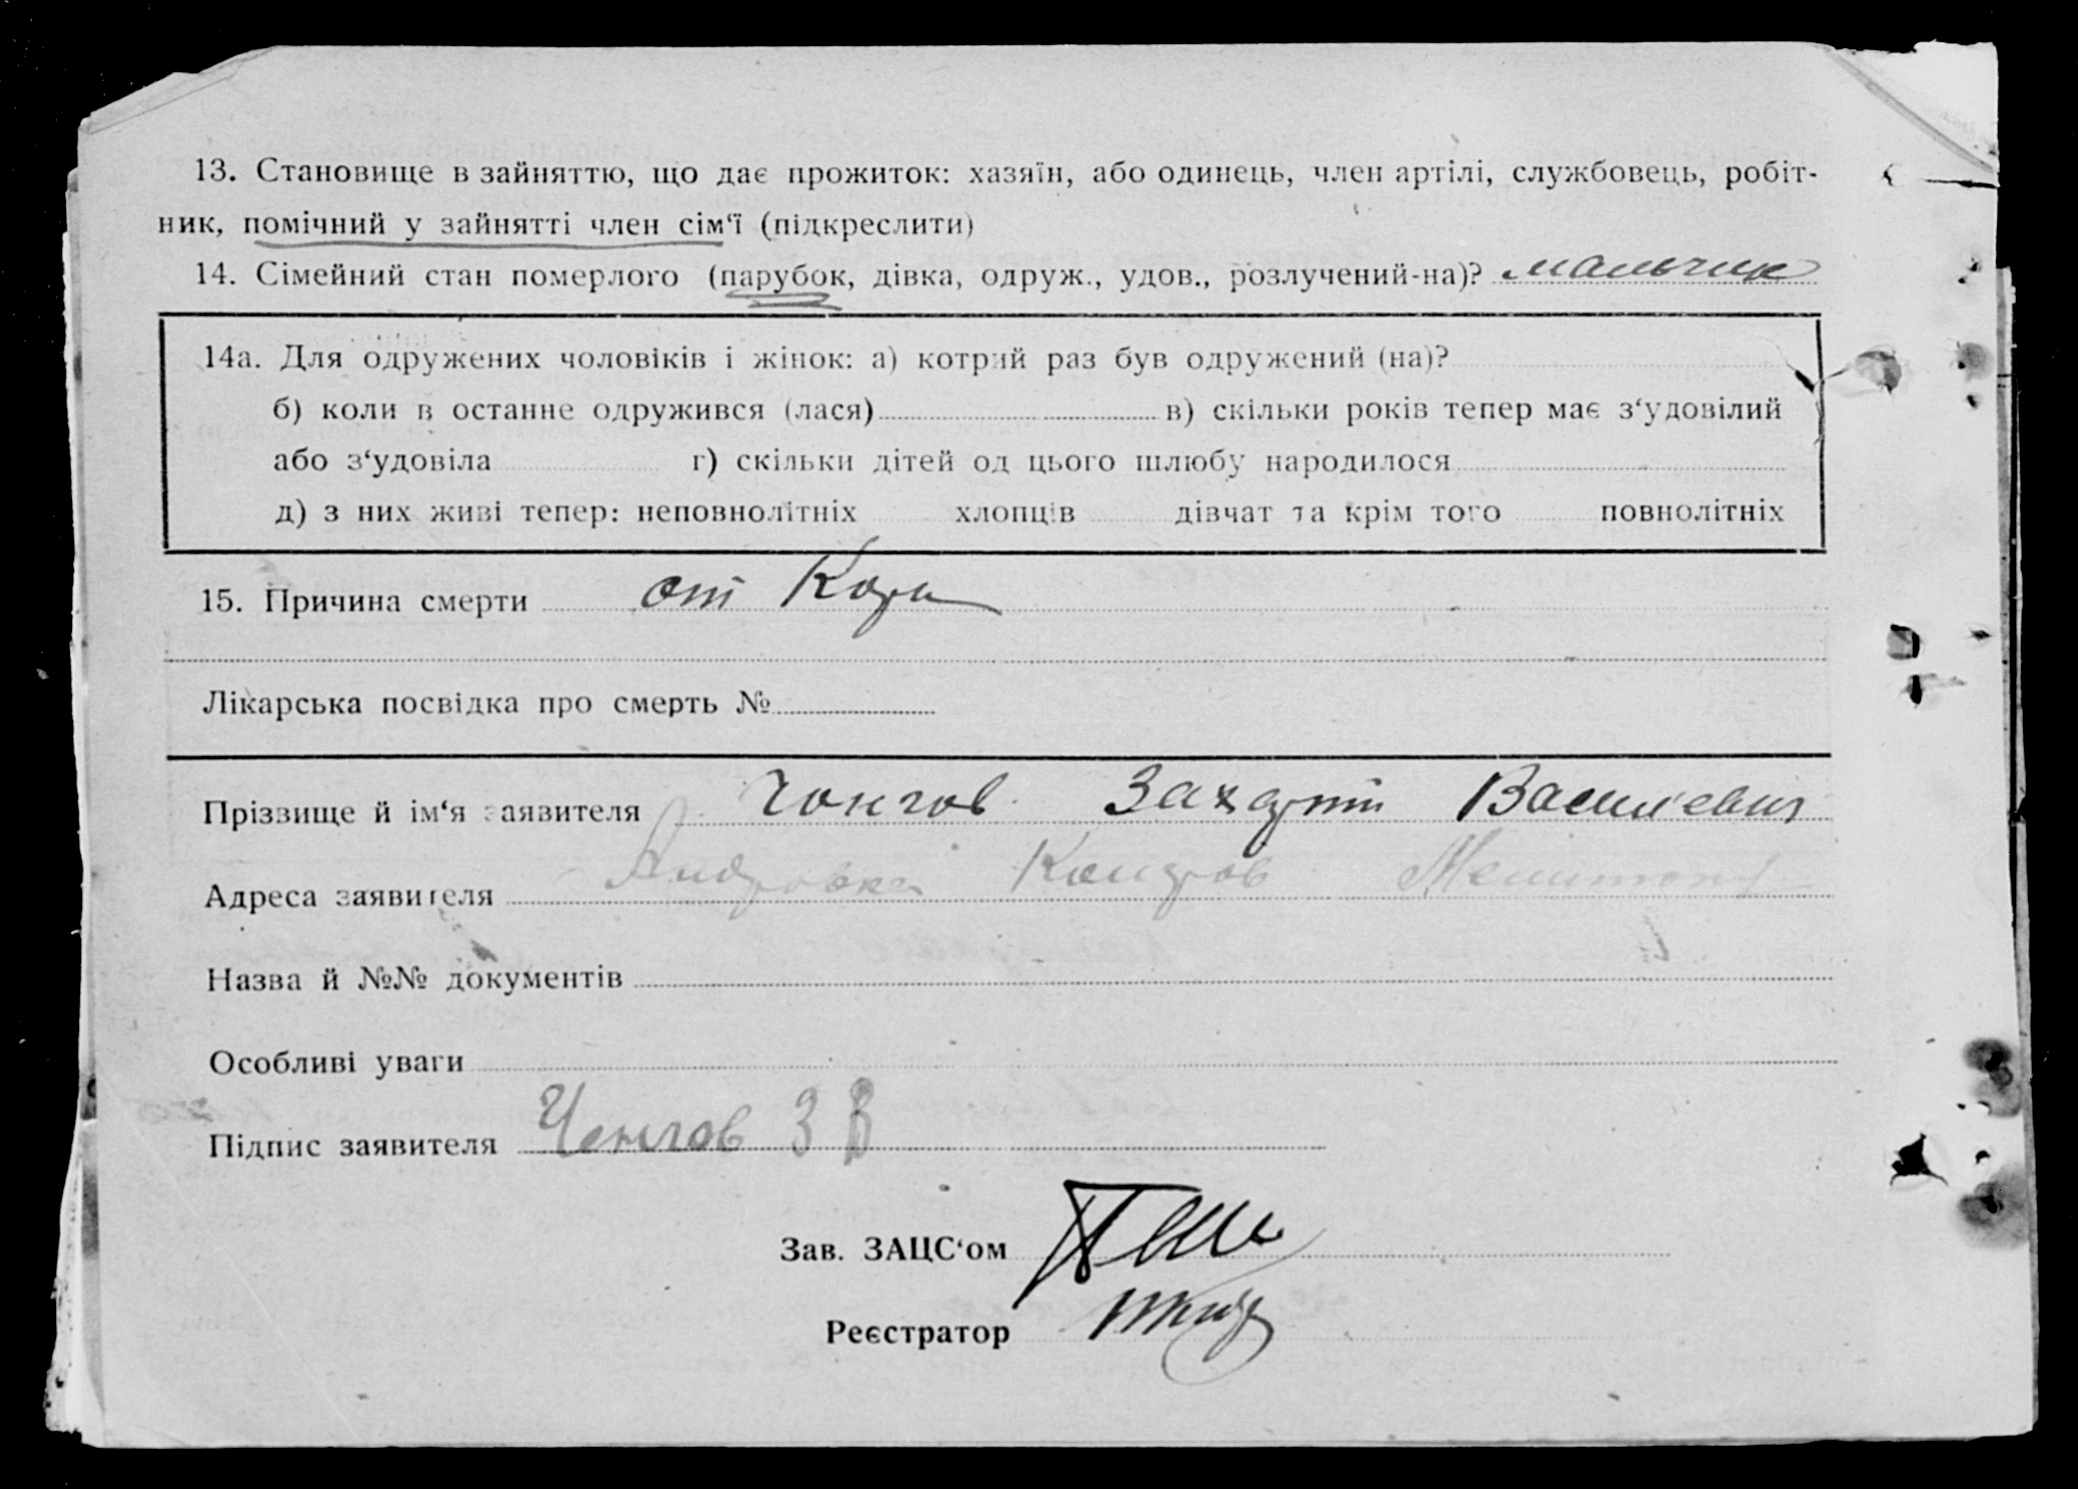 13. Становище в зайняттю, що дає прожиток: хазяїн, або одинець, член артілі, службовець, робіт-
ник, помічний у зайнятті член сім‘ї (підкреслити)
14. Сімейний стан померлого (парубок, дівка, одруж., удов., розлучений-на)? мальчик
14а. Для одружених чоловіків і жінок: а) котрий раз був одружений (на)?
б) коли в останне одружився (лася) в) скільки років тепер має з‘удовілий
або з‘удовіла г) скільки дітей од цього шлюбу народилося
д) з них живі тепер: неповнолітніх хлопців дівчат та крім того повнолітніх
15. Причина смерти от Кори
Лікарська посвідка про смерть №
Прізвище й ім‘я заявителя Чонгов Василиевич
Адреса заявителя
Назва й №№ документів
Особливі уваги
Підпис заявителя Ченгов З В
Зав. ЗАЦС‘ом
Реєстратор